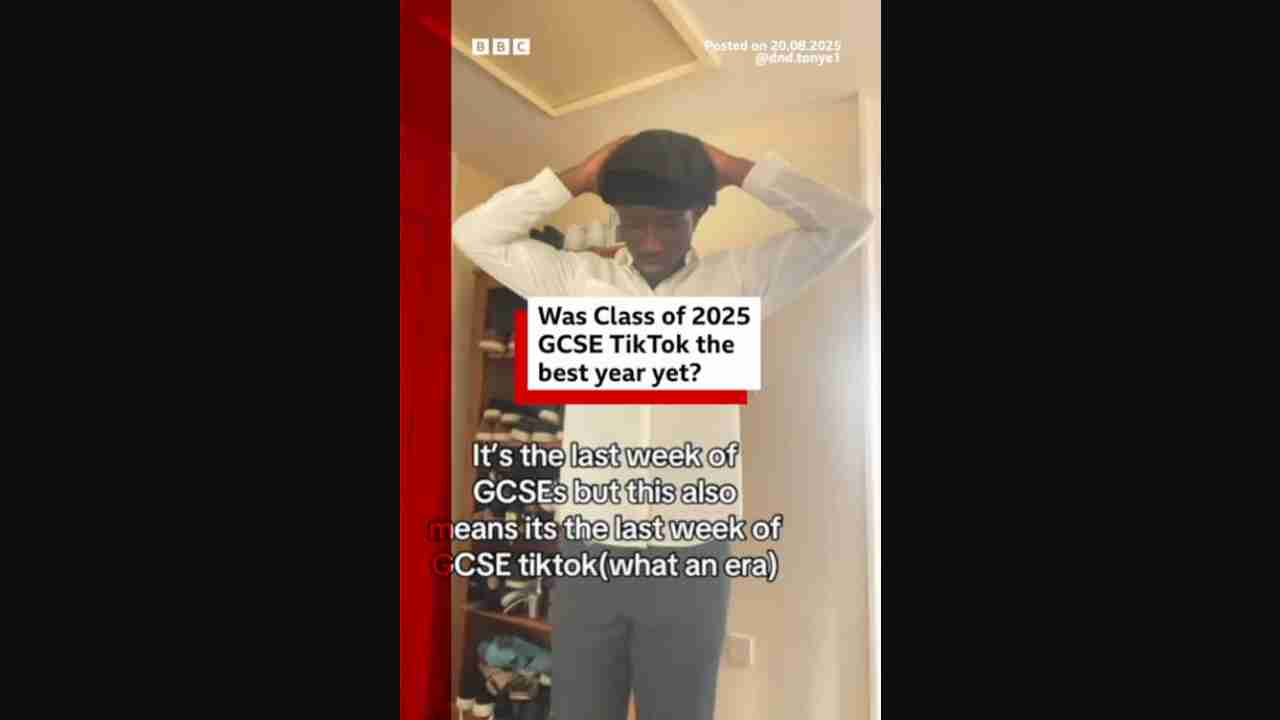 BBC
Posted on 20.08.2025
@dnd.tonye1
Was Class of 2025
GCSE TikTok the
best year yet?
It's the last week of
GCSEs but this also
means its the last week of
GCSE tiktok(what an era)